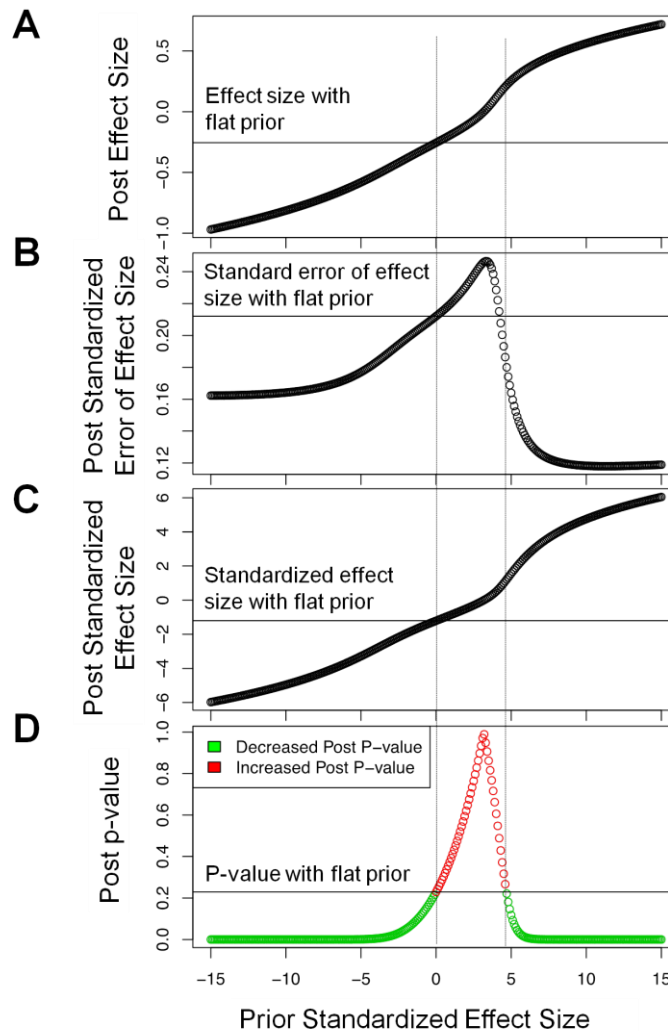 A
Post Effect Size
0.5
0.0
−0.5
−1.0
Effect size with
flat prior
B
Post Standardized
Error of Effect Size
0.24
0.20
0.16
0.12
Standard error of effect
size with flat prior
C
Post Standardized
Effect Size
6
4
2
0
−2
−4
−6
Standardized effect
size with flat prior
D
Post p-value
1.0
0.8
0.6
0.4
0.2
0.0
Decreased Post P-value
Increased Post P-value
P-value with flat prior
−15 −10 −5 0 5 10 15
Prior Standardized Effect Size